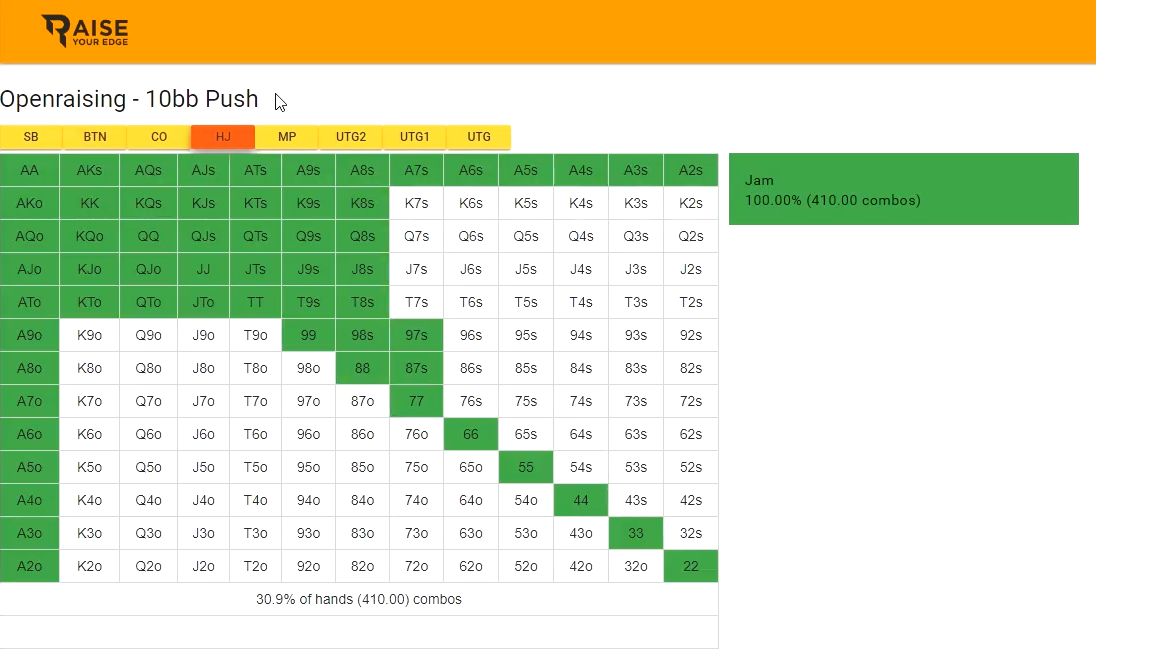 RAISE
YOUR EDGE
Openraising - 10bb Push
SB BTN CO HJ MP UTG2 UTG1 UTG
AA AKs AQs AJs ATs A9s A8s A7s A6s A5s A4s A3s A2s
AKo KK KQs KJs KTs K9s K8s K7s K6s K5s K4s K3s K2s
AQo KQo QQ QJs QTs Q9s Q8s Q7s Q6s Q5s Q4s Q3s Q2s
AJo KJo QJo JJ JTs J9s J8s J7s J6s J5s J4s J3s J2s
ATo KTo QTo JTo TT T9s T8s T7s T6s T5s T4s T3s T2s
A9o K9o Q9o J9o T9o 99 98s 97s 96s 95s 94s 93s 92s
A8o K8o Q8o J8o T8o 98o 88 87s 86s 85s 84s 83s 82s
A7o K7o Q7o J7o T7o 97o 87o 77 76s 75s 74s 73s 72s
A6o K6o Q6o J6o T6o 96o 86o 76o 66 65s 64s 63s 62s
A5o K5o Q5o J5o T5o 95o 85o 75o 65o 55 54s 53s 52s
A4o K4o Q4o J4o T4o 94o 84o 74o 64o 54o 44 43s 42s
A3o K3o Q3o J3o T3o 93o 83o 73o 63o 53o 43o 33 32s
A2o K2o Q2o J2o T2o 92o 82o 72o 62o 52o 42o 32o 22
30.9% of hands (410.00) combos
Jam
100.00% (410.00 combos)